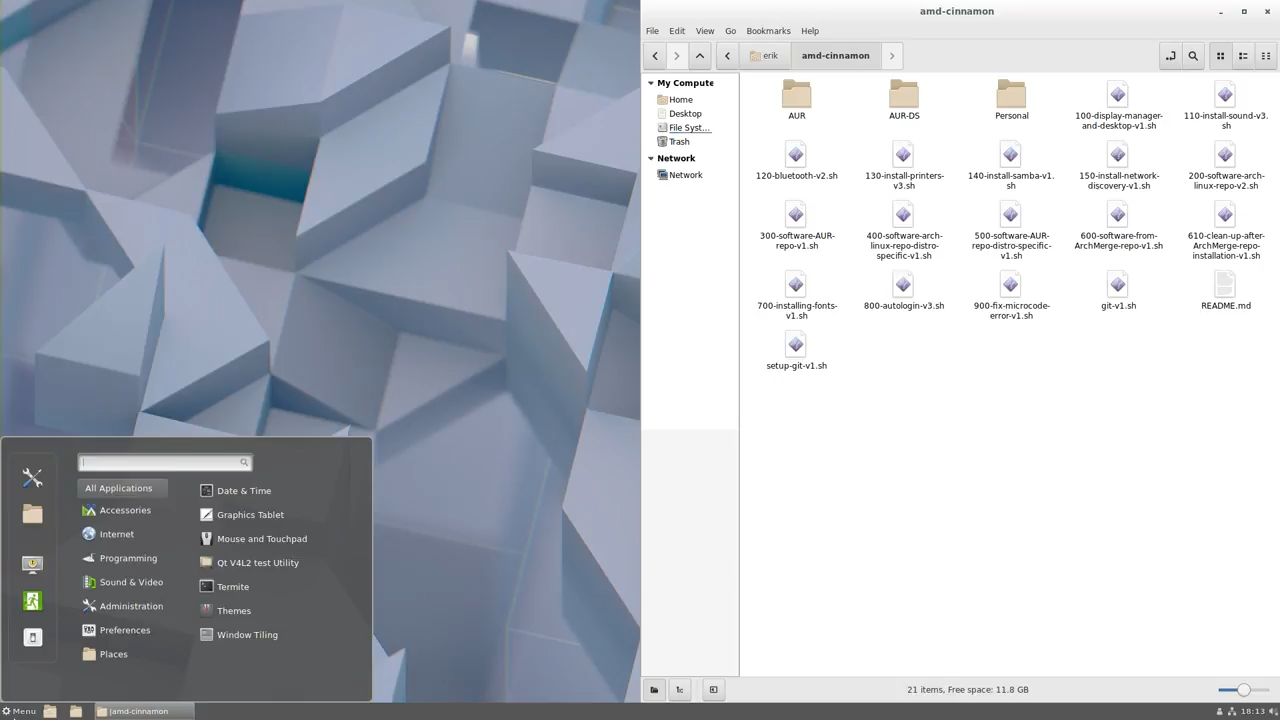 amd-cinnamon
File Edit View Go Bookmarks Help
erik amd-cinnamon
My Compute
Home
Desktop
File Syst...
Trash
Network
Network
AUR
AUR-DS
Personal
100-display-manager-
and-desktop-v1.sh
110-install-sound-v3.
sh
120-bluetooth-v2.sh
130-install-printers-
v3.sh
140-install-samba-v1.
sh
150-install-network-
discovery-v1.sh
200-software-arch-
linux-repo-v2.sh
300-software-AUR-
repo-v1.sh
400-software-arch-
linux-repo-distro-
specific-v1.sh
500-software-AUR-
repo-distro-specific-
v1.sh
600-software-from-
ArchMerge-repo-v1.sh
610-clean-up-after-
ArchMerge-repo-
installation-v1.sh
700-installing-fonts-
v1.sh
800-autologin-v3.sh
900-fix-microcode-
error-v1.sh
git-v1.sh
README.md
setup-git-v1.sh
21 items, Free space: 11.8 GB
All Applications
Accessories
Internet
Programming
Sound & Video
Administration
Preferences
Places
Date & Time
Graphics Tablet
Mouse and Touchpad
Qt V4L2 test Utility
Termite
Themes
Window Tiling
Menu
[amd-cinnamon
18:13